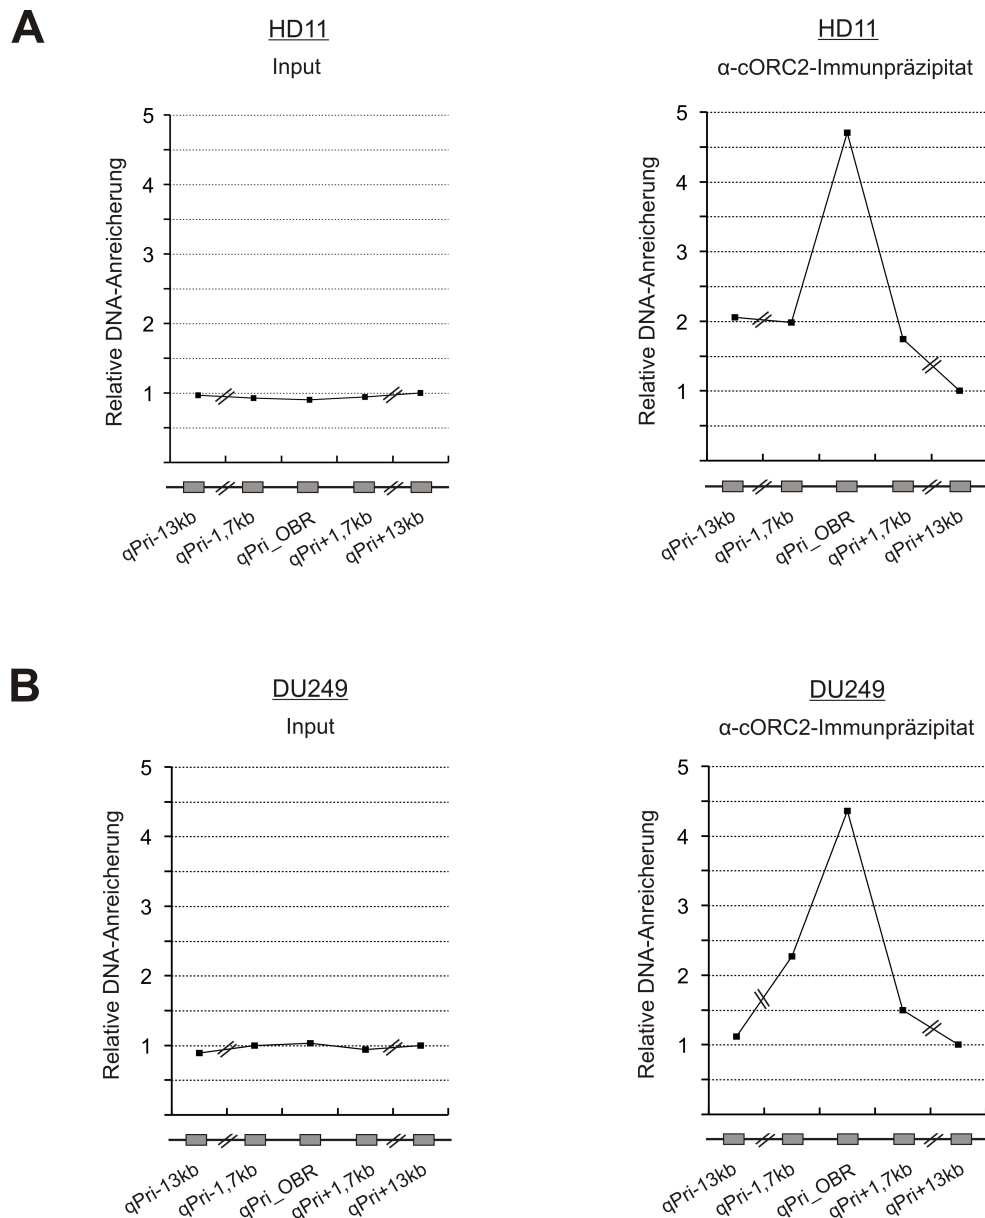 A
HD11
Input
5
4
3
2
1
Relative DNA-Anreicherung
qPri-13kb
qPri-1,7kb
qPri_OBR
qPri+1,7kb
qPri+13kb
HD11
α-cORC2-Immunpräzipitat
5
4
3
2
1
Relative DNA-Anreicherung
qPri-13kb
qPri-1,7kb
qPri_OBR
qPri+1,7kb
qPri+13kb
B
DU249
Input
5
4
3
2
1
Relative DNA-Anreicherung
qPri-13kb
qPri-1,7kb
qPri_OBR
qPri+1,7kb
qPri+13kb
DU249
α-cORC2-Immunpräzipitat
5
4
3
2
1
Relative DNA-Anreicherung
qPri-13kb
qPri-1,7kb
qPri_OBR
qPri+1,7kb
qPri+13kb